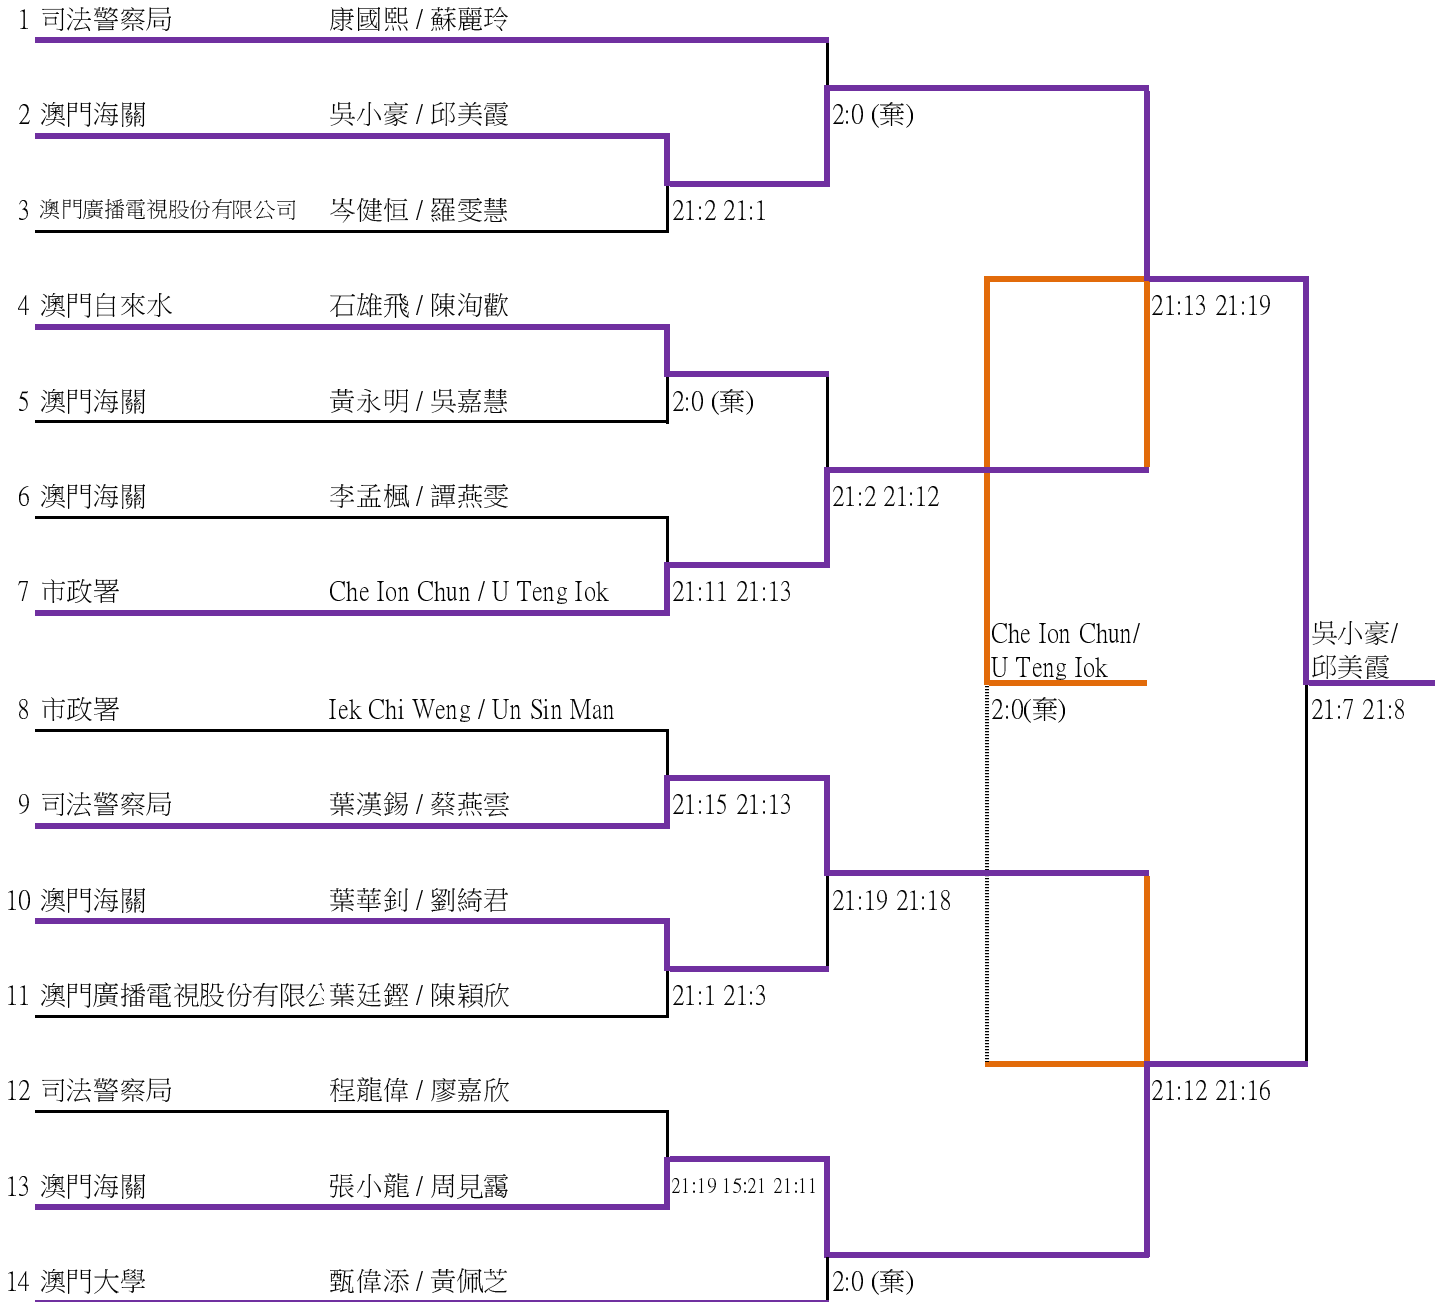 1 司法警察局 康國熙 / 蘇麗玲
2 澳門海關 吳小豪 / 邱美霞 2:0 (棄)
3 澳門廣播電視股份有限公司 岑健恒 / 羅雯慧 21:2 21:1
4 澳門自來水 石雄飛 / 陳洵歡 21:13 21:19
5 澳門海關 黃永明 / 吳嘉慧 2:0 (棄)
6 澳門海關 李孟楓 / 譚燕雯 21:2 21:12
7 市政署 Che Ion Chun / U Teng Iok 21:11 21:13
Che Ion Chun/ 吳小豪/
U Teng Iok 邱美霞
8 市政署 Iek Chi Weng / Un Sin Man 2:0(棄) 21:7 21:8
9 司法警察局 葉漢錫 / 蔡燕雲 21:15 21:13
10 澳門海關 葉華釗 / 劉綺君 21:19 21:18
11 澳門廣播電視股份有限公 葉廷鏗 / 陳穎欣 21:1 21:3
12 司法警察局 程龍偉 / 廖嘉欣 21:12 21:16
13 澳門海關 張小龍 / 周見靄 21:19 15:21 21:11
14 澳門大學 甄偉添 / 黃佩芝 2:0 (棄)